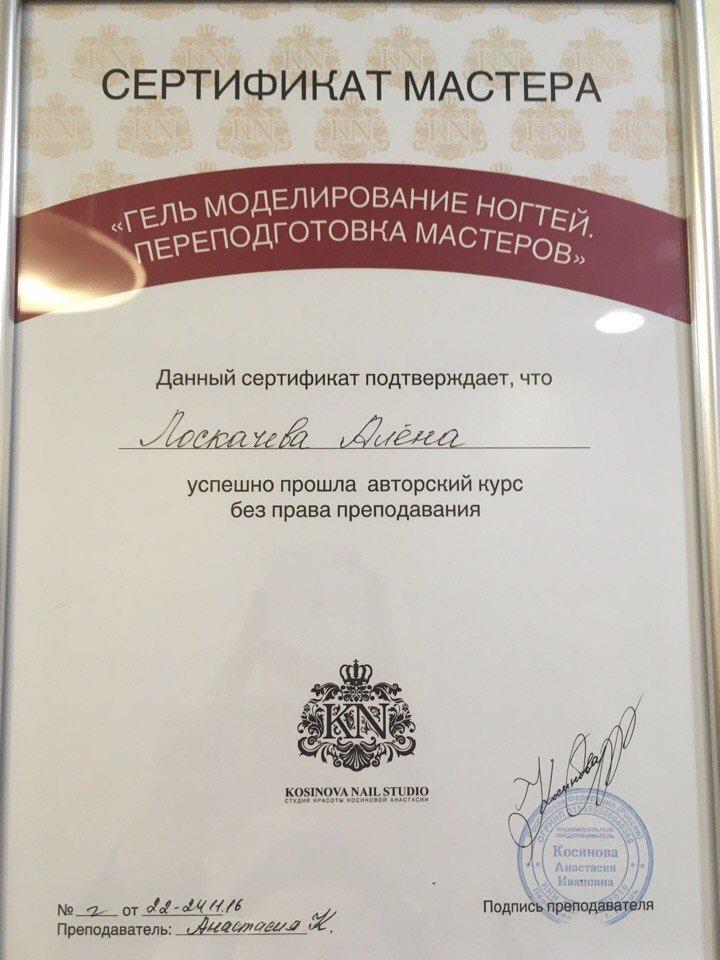 СЕРТИФИКАТ МАСТЕРА
«ГЕЛЬ МОДЕЛИРОВАНИЕ НОГТЕЙ.
ПЕРЕПОДГОТОВКА МАСТЕРОВ»
Данный сертификат подтверждает, что
Лоскачева Алёна
успешно прошла авторский курс
без права преподавания
KN
KOSINOVA NAIL STUDIO
СТУДИЯ КРАСОТЫ КОСИНОВОЙ АНАСТАСИИ
Косинова
ИНДИВИДУАЛЬНЫЙ
ПРЕДПРИНИМАТЕЛЬ
Косинова
Анастасия
Ивановна
№ 2 от 22-24.11.16
Подпись преподавателя
Преподаватель: Анастасия К.